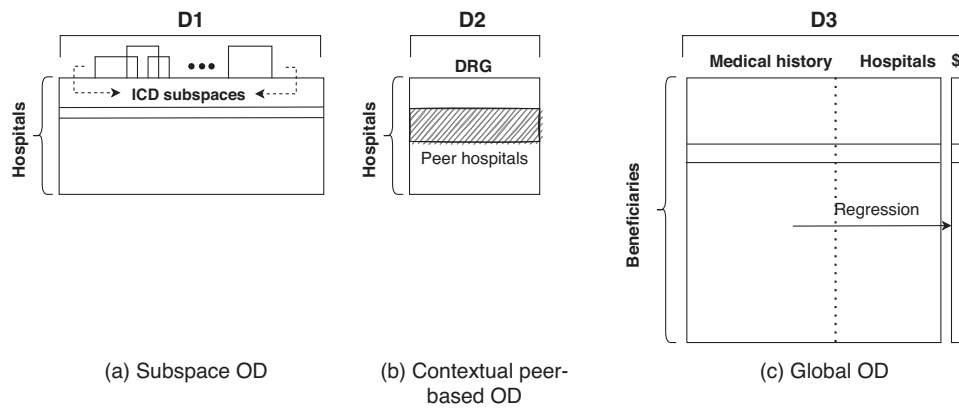 D1
D2
D3
DRG
Medical history
Hospitals
$
ICD subspaces
Hospitals
Hospitals
Peer hospitals
Beneficiaries
Regression
(a) Subspace OD
(b) Contextual peer-
based OD
(c) Global OD